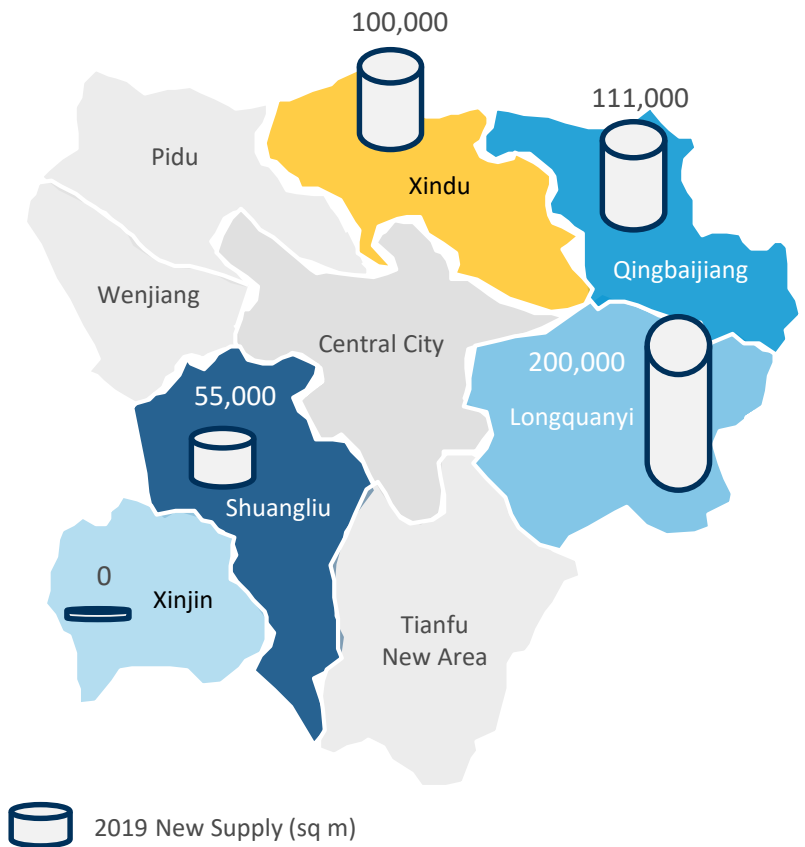 100,000
111,000
Pidu
Xindu
Qingbaijiang
Wenjiang
Central City
200,000
Longquanyi
55,000
Shuangliu
0
Xinjin
Tianfu
New Area
2019 New Supply (sq m)